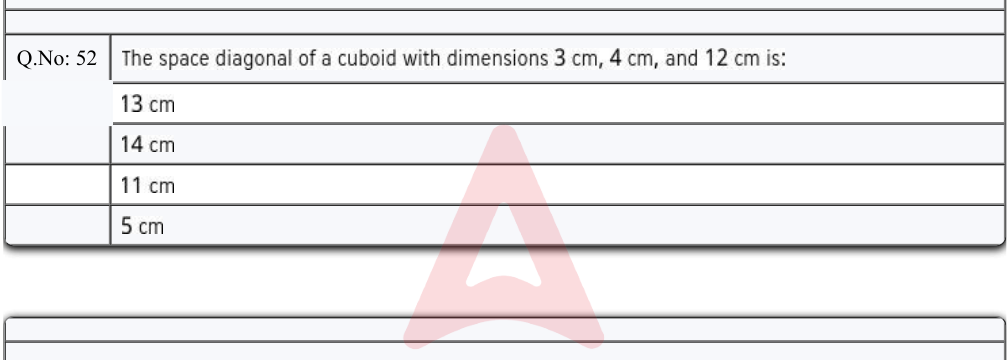 Q.No: 52 The space diagonal of a cuboid with dimensions 3 cm, 4 cm, and 12 cm is:
13 cm
14 cm
11 cm
5 cm